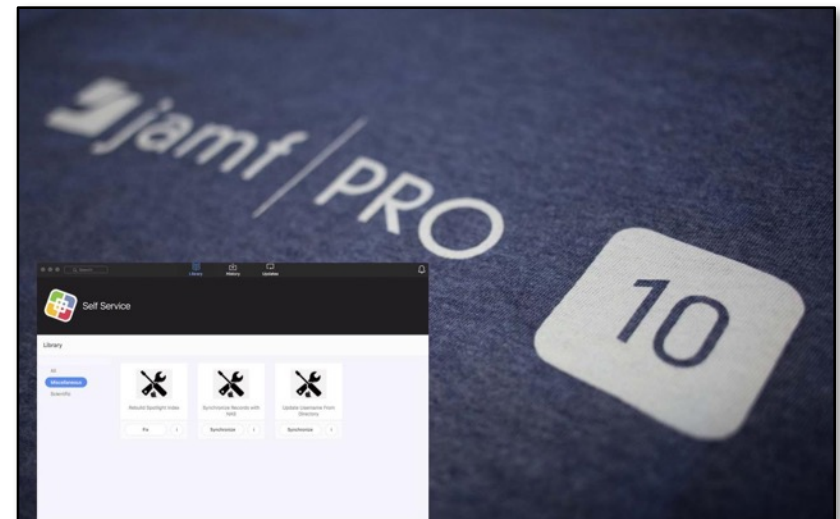 jamf PRO
10
Search
Library History Updates
Self Service
Library
All
Miscellaneous
Scientific
Rebuild Spotlight Index
Synchronize Records with
Update Username From
Directory
Fix
Synchronize
Synchronize